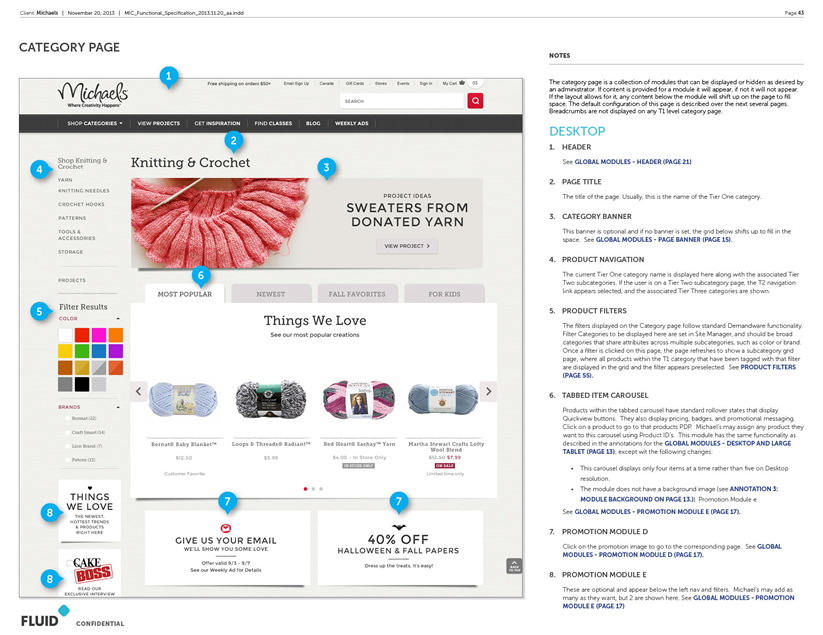 Client: Michaels | November 20, 2013 | MIC_Functional_Specification_2013.11.20_aa.indd
Page 43
CATEGORY PAGE
1
Michaels
Where Creativity Happens
Free shipping on orders $50+ Email Sign Up Canada Gift Cards Stores Events Sign in My Cart
SEARCH
SHOP CATEGORIES VIEW PROJECTS GET INSPIRATION FIND CLASSES BLOG WEEKLY ADS
2
4
Shop Knitting &
Crochet
YARN
KNITTING NEEDLES
CROCHET HOOKS
PATTERNS
TOOLS &
ACCESSORIES
STORAGE
PROJECTS
Knitting & Crochet
3
PROJECT IDEAS
SWEATERS FROM
DONATED YARN
VIEW PROJECT >
5
Filter Results
COLOR
BRANDS
Bernat (12)
Craft Smart (14)
Lion Brand (7)
Patons (13)
6
MOST POPULAR NEWEST FALL FAVORITES FOR KIDS
Things We Love
See our most popular creations
Bernat® Baby Blanket™
$12.50
Customer Favorite
Loops & Threads® Radiant™
$5.99
Red Heart® Sashay™ Yarn
$4.00 - In Store Only
IN STORE ONLY
Martha Stewart Crafts Lofty
Wool Blend
$12.50 $7.99
ON SALE
Limited time only
8
THINGS
WE LOVE
THE NEWEST,
HOTTEST TRENDS
& PRODUCTS
RIGHT HERE
8
CAKE
BOSS
READ OUR
EXCLUSIVE INTERVIEW
7
GIVE US YOUR EMAIL
WE'LL SHOW YOU SOME LOVE
Offer valid 9/3 - 9/7
See our Weekly Ad for Details
7
40% OFF
HALLOWEEN & FALL PAPERS
Dress up the treats. It's easy!
BACK
TO TOP
FLUID
CONFIDENTIAL
NOTES
The category page is a collection of modules that can be displayed or hidden as desired by
an administrator. If content is provided for a module it will appear, if not it will not appear.
If the layout allows for it, any content below the module will shift up on the page to fill
space. The default configuration of this page is described over the next several pages.
Breadcrumbs are not displayed on any T1 level category page.
DESKTOP
1. HEADER
See GLOBAL MODULES - HEADER (PAGE 21)
2. PAGE TITLE
The title of the page. Usually, this is the name of the Tier One category.
3. CATEGORY BANNER
This banner is optional and if no banner is set, the grid below shifts up to fill in the
space. See GLOBAL MODULES - PAGE BANNER (PAGE 15).
4. PRODUCT NAVIGATION
The current Tier One category name is displayed here along with the associated Tier
Two subcategories. If the user is on a Tier Two subcategory page, the T2 navigation
link appears selected, and the associated Tier Three categories are shown.
5. PRODUCT FILTERS
The filters displayed on the Category page follow standard Demandware functionality.
Filter Categories to be displayed here are set in Site Manager, and should be broad
categories that share attributes across multiple subcategories, such as color or brand.
Once a filter is clicked on this page, the page refreshes to show a subcategory grid
page, where all products within the T1 category that have been tagged with that filter
are displayed in the grid and the filter appears preselected. See PRODUCT FILTERS
(PAGE 55).
6. TABBED ITEM CAROUSEL
Products within the tabbed carousel have standard rollover states that display
Quickview buttons. They also display pricing, badges, and promotional messaging.
Click on a product to go to that products PDP. Michael's may assign any product they
want to this carousel using Product ID's. This module has the same functionality as
described in the annotations for the GLOBAL MODULES - DESKTOP AND LARGE
TABLET (PAGE 13), except wit the following changes:
• This carousel displays only four items at a time rather than five on Desktop
resolution.
• The module does not have a background image (see ANNOTATION 3:
MODULE BACKGROUND ON PAGE 13.)). Promotion Module e
See GLOBAL MODULES - PROMOTION MODULE E (PAGE 17).
7. PROMOTION MODULE D
Click on the promotion image to go to the corresponding page. See GLOBAL
MODULES - PROMOTION MODULE D (PAGE 17).
8. PROMOTION MODULE E
These are optional and appear below the left nav and filters. Michael's may add as
many as they want, but 2 are shown here. See GLOBAL MODULES - PROMOTION
MODULE E (PAGE 17)